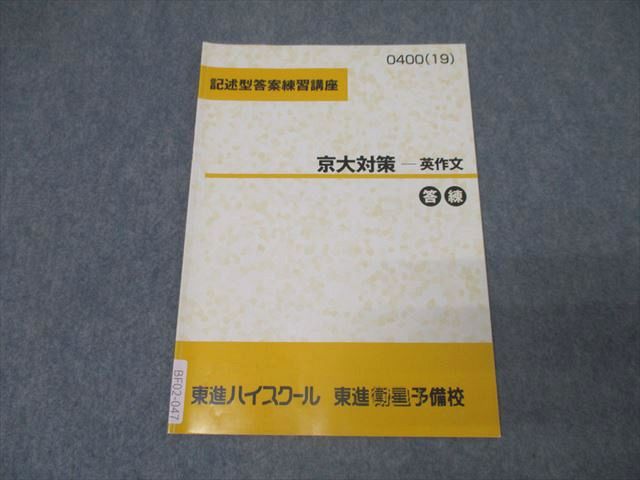 0400(19)
記述型答案練習講座
京大対策 ― 英作文
答 練
東進ハイスクール 東進衛星予備校
BF02-047